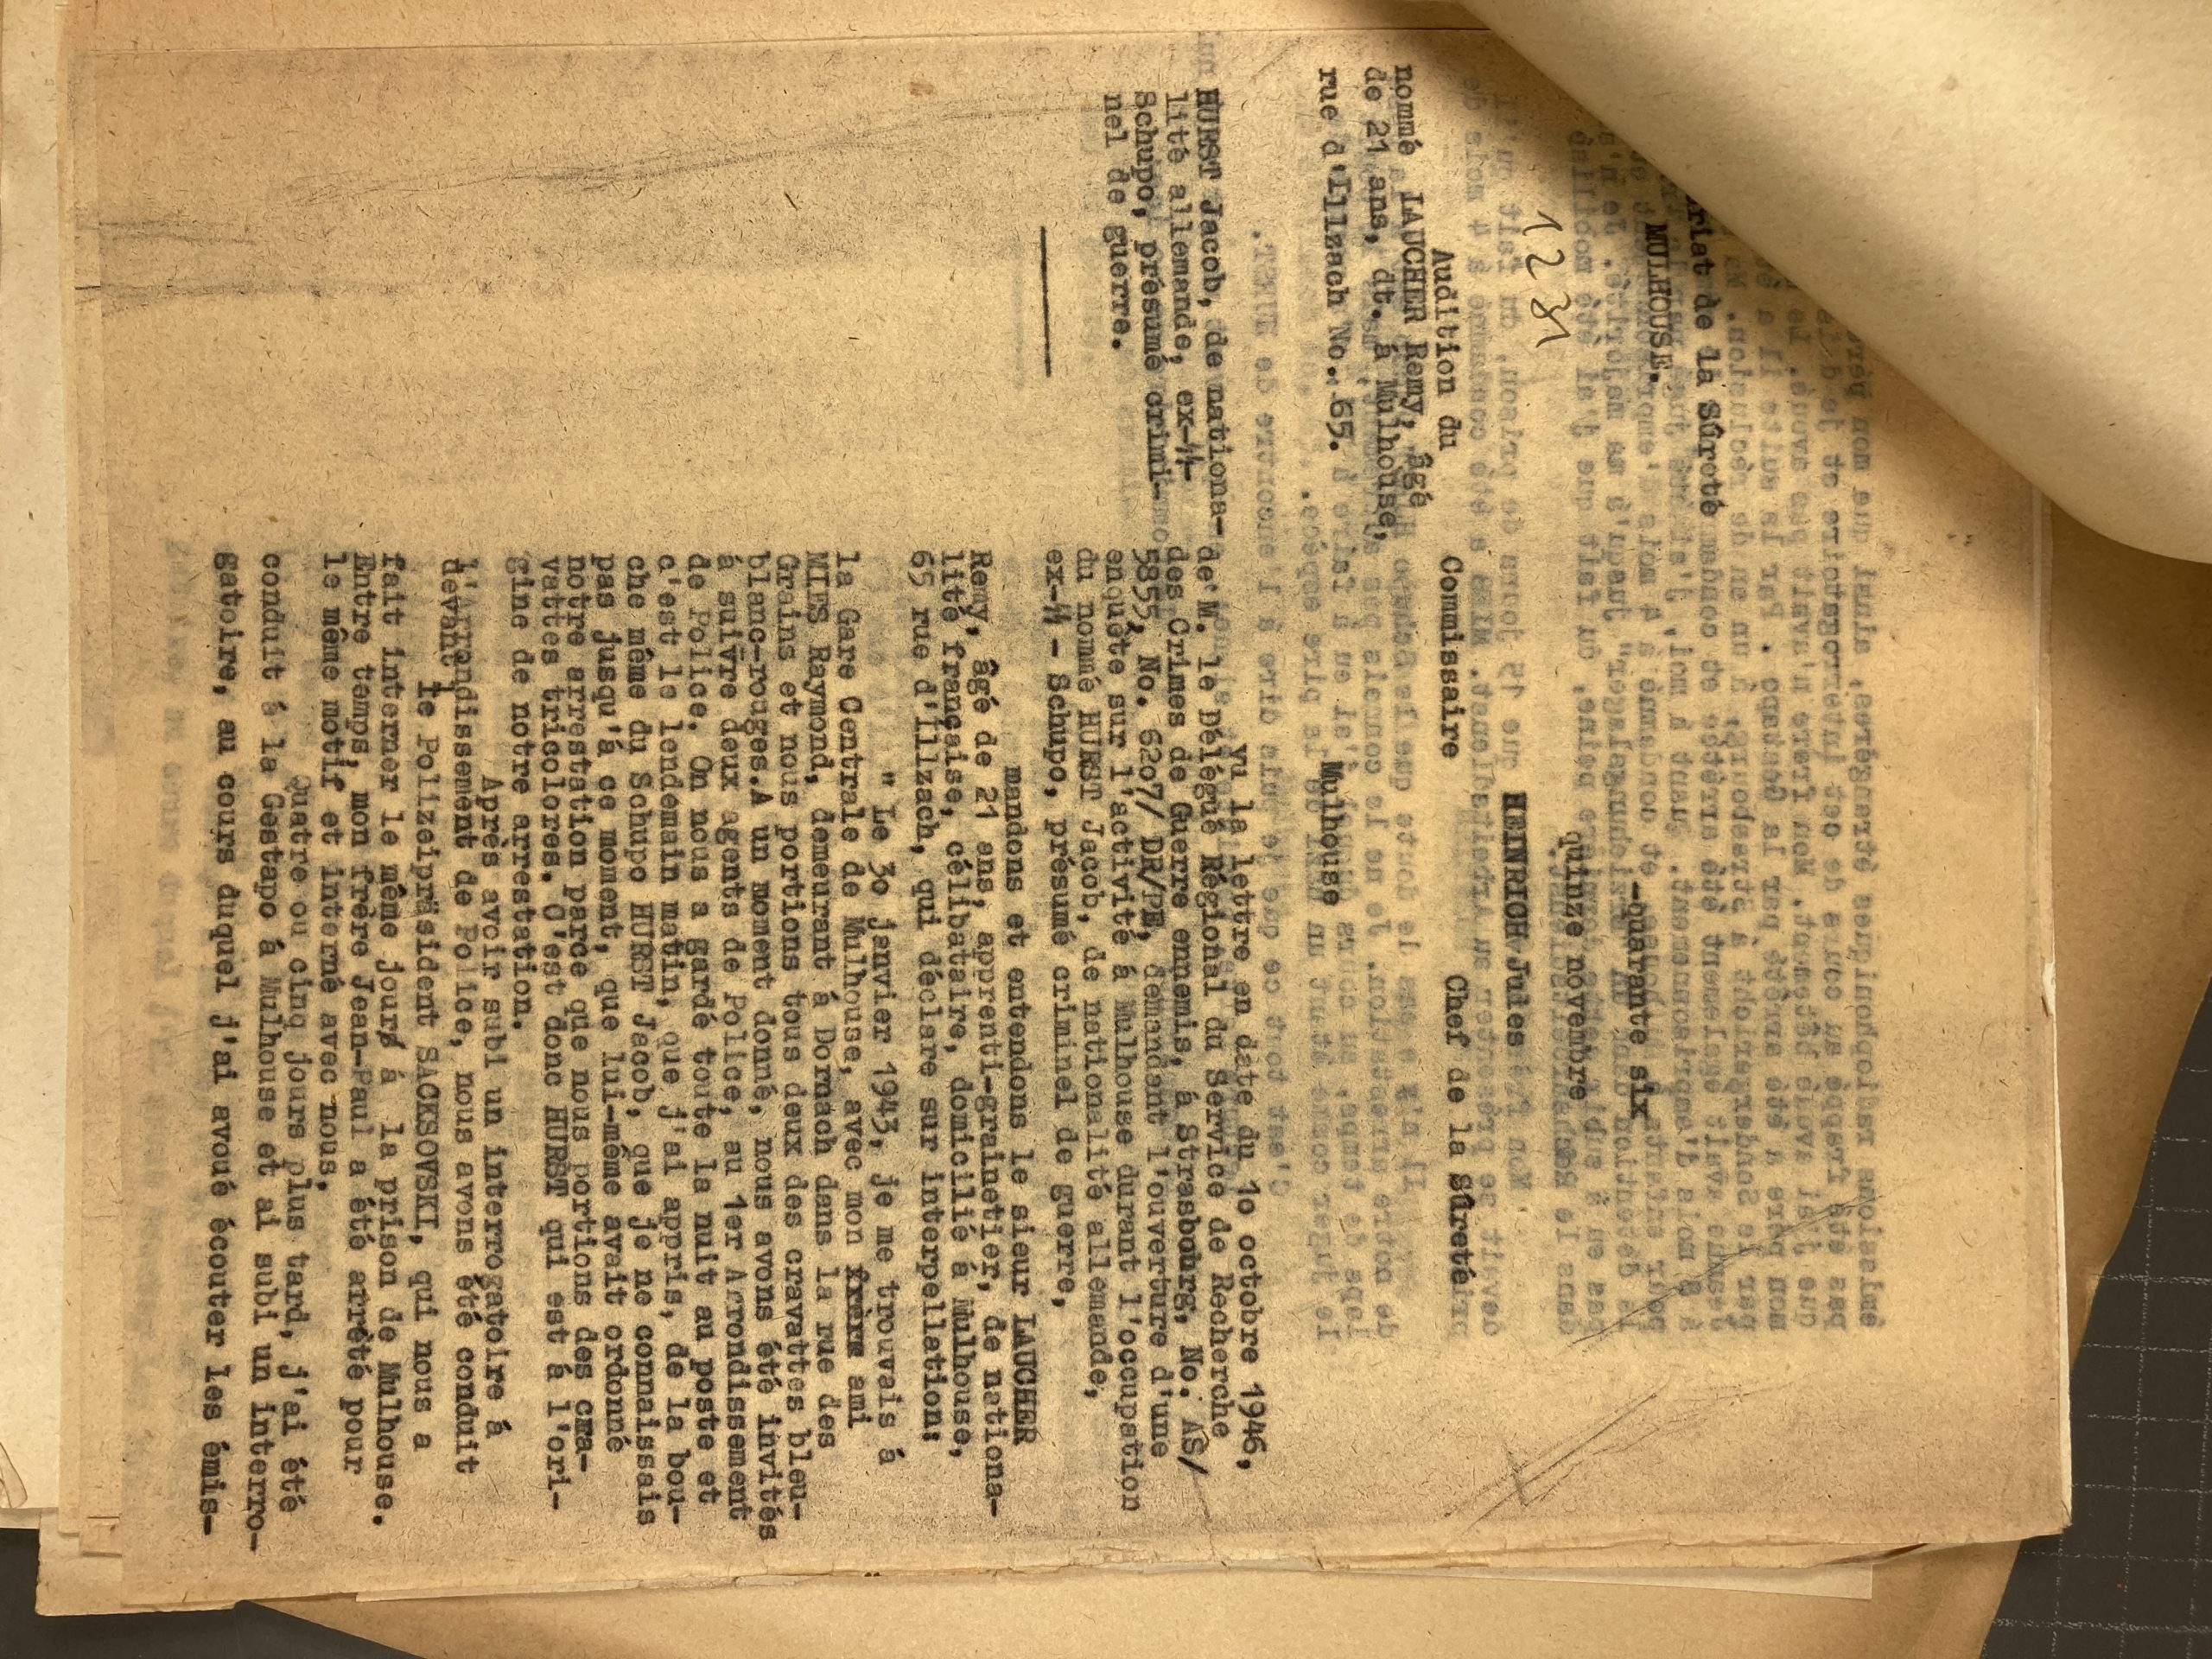 riat de la Sûreté
MULHOUSE.
1231
-quarante six
quinze novembre
HEINRICH Jules
Commissaire Chef de la Sûreté
Mulhouse
Audition du
nommé LAUCHER Remy, âgé
de 21 ans, dt. á Mulhouse,
rue d'Illzach No. 65.
HURST Jacob, de nationa-
lité allemande, ex-SS-
Schupo, présumé crimi-
nel de guerre.
Vu la lettre en date du 1o octobre 1946,
de M. le Délégué Régional du Service de Recherche
des Crimes de Guerre ennemis, á Strasbourg, No. AS/
5855, No. 62o7/ DR/PE, demandant l'ouverture d'une
enquête sur l'activité á Mulhouse durant l'occupation
du nommé HURST Jacob, de nationalité allemande,
ex-SS - Schupo, présumé criminel de guerre,
mandons et entendons le sieur LAUCHER
Remy, âgé de 21 ans, apprenti-grainetier, de nationa-
lité française, célibataire, domicilié á Mulhouse,
65 rue d'Illzach, qui déclare sur interpellation:
" Le 3o janvier 1943, je me trouvais á
la Gare Centrale de Mulhouse, avec mon frère ami
MIES Raymond, demeurant á Dornach dans la rue des
Grains et nous portions tous deux des cravattes bleu-
blanc-rouges.A un moment donné, nous avons été invités
á suivre deux agents de Police, au 1er Arrondissement
de Police. On nous a gardé toute la nuit au poste et
c'est le lendemain matin, que j'ai appris, de la bou-
che même du Schupo HURST Jacob, que je ne connaissais
pas jusqu'á ce moment, que lui-même avait ordonné
notre arrestation parce que nous portions des cra-
vattes tricolores. C'est donc HURST qui est á l'ori-
gine de notre arrestation.
Après avoir subi un interrogatoire á
l'Arrondissement de Police, nous avons été conduit
devant le Polizeipräsident SACKSOVSKI, qui nous a
fait interner le même jour á la prison de Mulhouse.
Entre temps, mon frère Jean-Paul a été arrêté pour
le même motif et interné avec nous.
Quatre ou cinq jours plus tard, j'ai été
conduit á la Gestapo á Mulhouse et ai subi un interro-
gatoire, au cours duquel j'ai avoué écouter les émis-